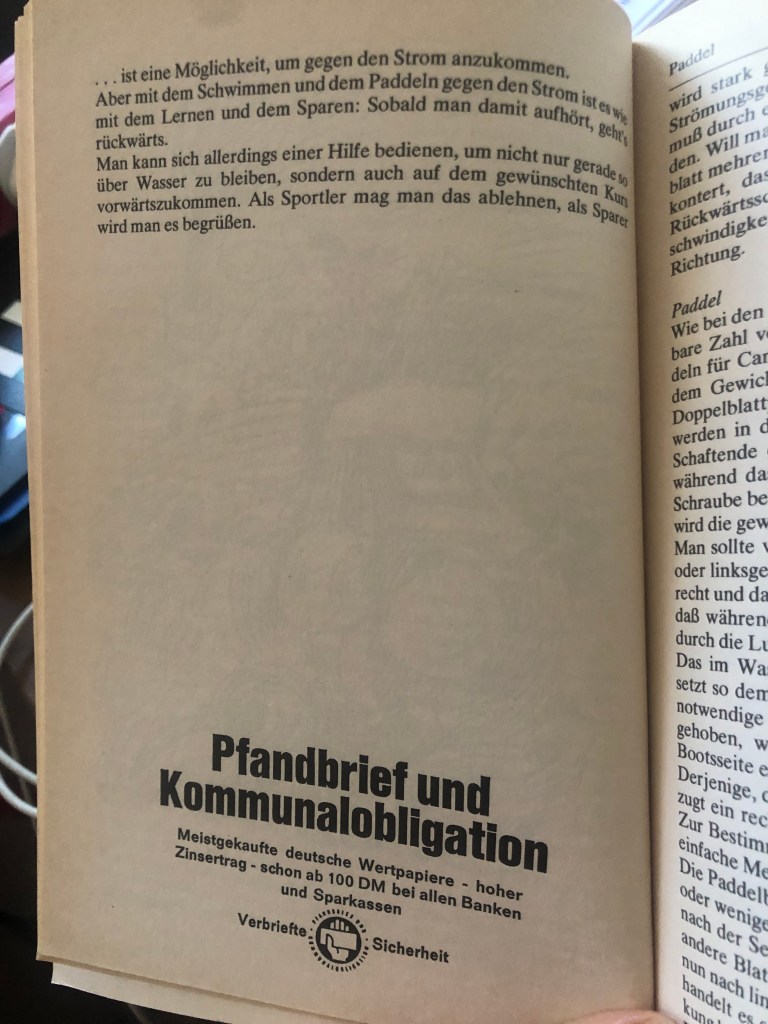 . . . ist eine Möglichkeit, um gegen den Strom anzukommen.
Aber mit dem Schwimmen und dem Paddeln gegen den Strom ist es wie
mit dem Lernen und dem Sparen: Sobald man damit aufhört, geht's
rückwärts.
Man kann sich allerdings einer Hilfe bedienen, um nicht nur gerade so
über Wasser zu bleiben, sondern auch auf dem gewünschten Kurs
vorwärtszukommen. Als Sportler mag man das ablehnen, als Sparer
wird man es begrüßen.
Pfandbrief und
Kommunalobligation
Meistgekaufte deutsche Wertpapiere - hoher
Zinsertrag - schon ab 100 DM bei allen Banken
und Sparkassen
Verbriefte Sicherheit
Paddel
wird stark
Strömungsge
muß durch
den. Will ma
blatt mehrer
kontert, das
Rückwärtssc
schwindigke
Richtung.
Paddel
Wie bei den
bare Zahl v
deln für Car
dem Gewich
Doppelblatt
werden in d
Schaftende
während da
Schraube be
wird die gew
Man sollte v
oder linksge
recht und da
daß währen
durch die Lu
Das im Was
setzt so dem
notwendige
gehoben, w
Bootsseite e
Derjenige, d
zugt ein rec
Zur Bestimm
einfache Me
Die Paddelb
oder wenige
nach der Se
andere Blat
nun nach lin
handelt es